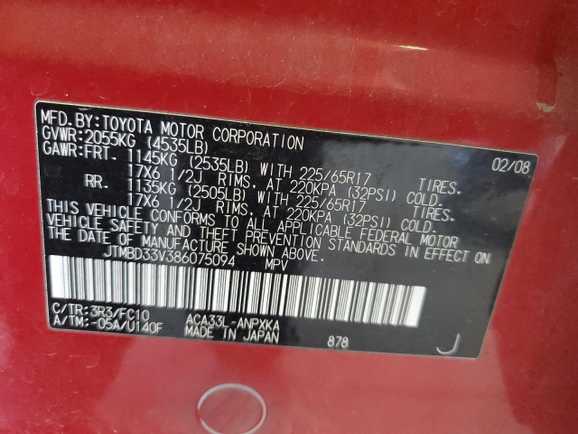 MFD.BY:TOYOTA MOTOR CORPORATION 02/08
GVWR:2055KG (4535LB)
GAWR:FRT. 1145KG (2535LB) WITH 225/65R17 TIRES.
17X6 1/2J RIMS. AT 220KPA (32PSI) COLD.
RR. 1135KG (2505LB) WITH 225/65R17 TIRES.
17X6 1/2J RIMS. AT 220KPA (32PSI) COLD.
THIS VEHICLE CONFORMS TO ALL APPLICABLE FEDERAL MOTOR
VEHICLE SAFETY AND THEFT PREVENTION STANDARDS IN EFFECT ON
THE DATE OF MANUFACTURE SHOWN ABOVE.
JTMBD33V386075094 MPV
C/TR:3R3/FC10 ACA33L-ANPXKA
A/TM:-05A/U140F MADE IN JAPAN 878 J